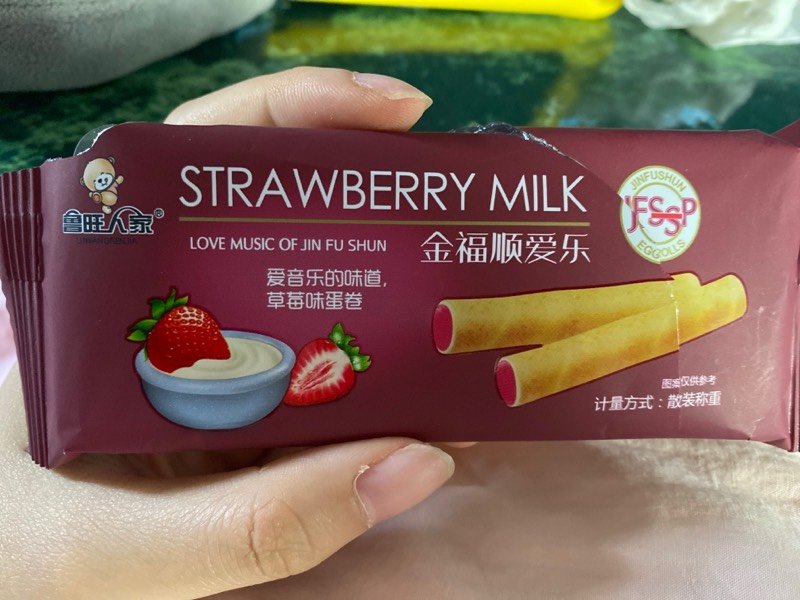 鲁旺人家®
STRAWBERRY MILK
LOVE MUSIC OF JIN FU SHUN
金福顺爱乐
爱音乐的味道,
草莓味蛋卷
JINFUSHUN
EGGOLLS
图案仅供参考
计量方式：散装称重